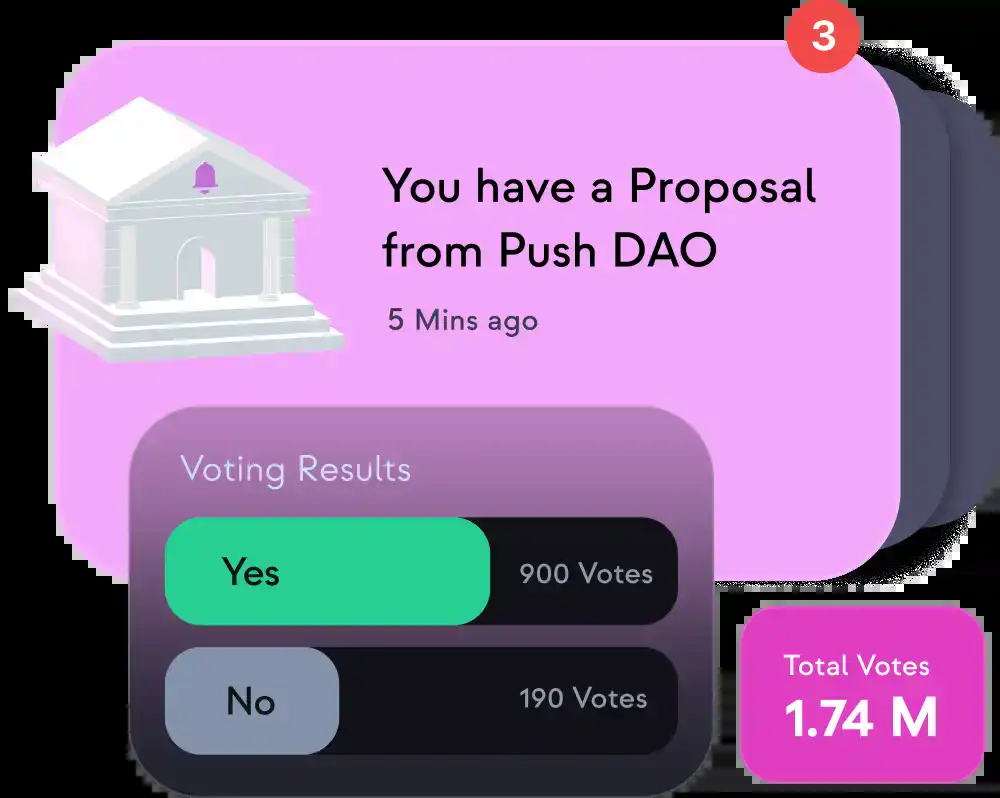 3
You have a Proposal
from Push DAO
5 Mins ago
Voting Results
Yes
900 Votes
No
190 Votes
Total Votes
1.74 M